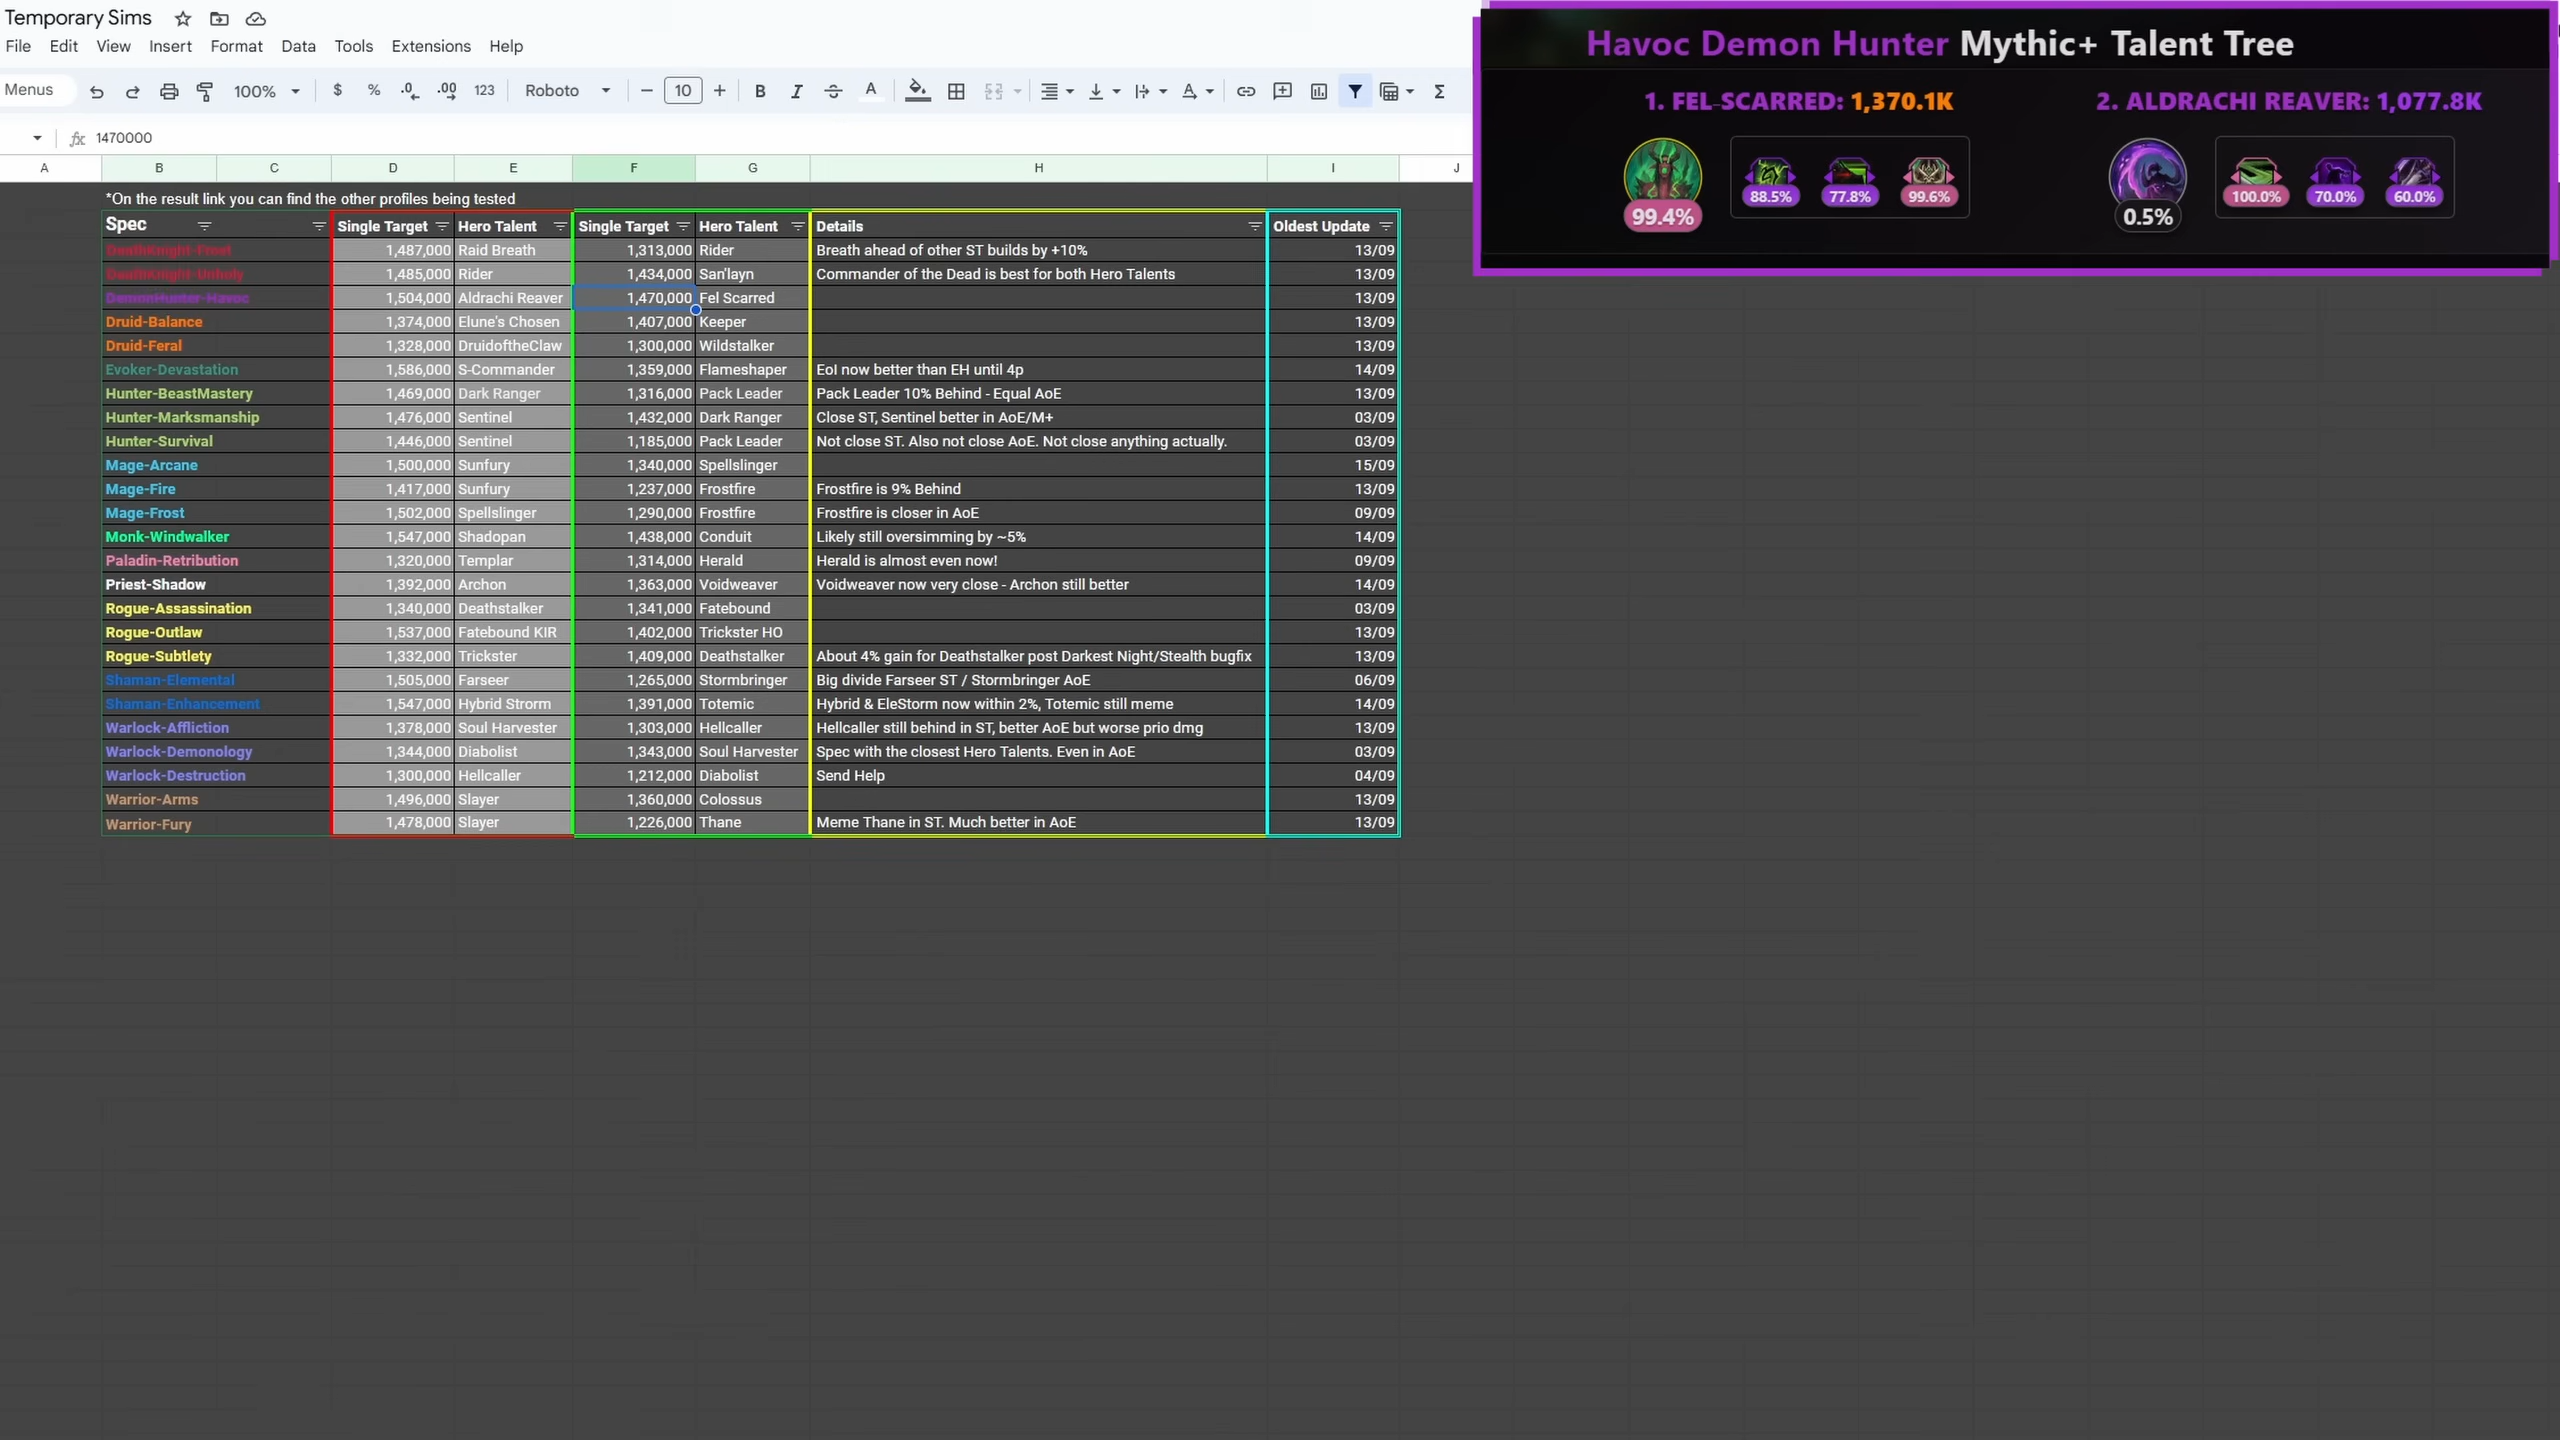 Temporary Sims
File Edit View Insert Format Data Tools Extensions Help
Menus 100% $ % .0 .00 123 Roboto 10 B I S A Σ
fx 1470000
A B C D E F G H I J
*On the result link you can find the other profiles being tested
Spec Single Target Hero Talent Single Target Hero Talent Details Oldest Update
DeathKnight-Frost 1,487,000 Raid Breath 1,313,000 Rider Breath ahead of other ST builds by +10% 13/09
DeathKnight-Unholy 1,485,000 Rider 1,434,000 San'layn Commander of the Dead is best for both Hero Talents 13/09
DemonHunter-Havoc 1,504,000 Aldrachi Reaver 1,470,000 Fel Scarred 13/09
Druid-Balance 1,374,000 Elune's Chosen 1,407,000 Keeper 13/09
Druid-Feral 1,328,000 DruidoftheClaw 1,300,000 Wildstalker 13/09
Evoker-Devastation 1,586,000 S-Commander 1,359,000 Flameshaper EoI now better than EH until 4p 14/09
Hunter-BeastMastery 1,469,000 Dark Ranger 1,316,000 Pack Leader Pack Leader 10% Behind - Equal AoE 13/09
Hunter-Marksmanship 1,476,000 Sentinel 1,432,000 Dark Ranger Close ST, Sentinel better in AoE/M+ 03/09
Hunter-Survival 1,446,000 Sentinel 1,185,000 Pack Leader Not close ST. Also not close AoE. Not close anything actually. 03/09
Mage-Arcane 1,500,000 Sunfury 1,340,000 Spellslinger 15/09
Mage-Fire 1,417,000 Sunfury 1,237,000 Frostfire Frostfire is 9% Behind 13/09
Mage-Frost 1,502,000 Spellslinger 1,290,000 Frostfire Frostfire is closer in AoE 09/09
Monk-Windwalker 1,547,000 Shadopan 1,438,000 Conduit Likely still oversimming by ~5% 14/09
Paladin-Retribution 1,320,000 Templar 1,314,000 Herald Herald is almost even now! 09/09
Priest-Shadow 1,392,000 Archon 1,363,000 Voidweaver Voidweaver now very close - Archon still better 14/09
Rogue-Assassination 1,340,000 Deathstalker 1,341,000 Fatebound 03/09
Rogue-Outlaw 1,537,000 Fatebound KIR 1,402,000 Trickster HO 13/09
Rogue-Subtlety 1,332,000 Trickster 1,409,000 Deathstalker About 4% gain for Deathstalker post Darkest Night/Stealth bugfix 13/09
Shaman-Elemental 1,505,000 Farseer 1,265,000 Stormbringer Big divide Farseer ST / Stormbringer AoE 06/09
Shaman-Enhancement 1,547,000 Hybrid Strorm 1,391,000 Totemic Hybrid & EleStorm now within 2%, Totemic still meme 14/09
Warlock-Affliction 1,378,000 Soul Harvester 1,303,000 Hellcaller Hellcaller still behind in ST, better AoE but worse prio dmg 13/09
Warlock-Demonology 1,344,000 Diabolist 1,343,000 Soul Harvester Spec with the closest Hero Talents. Even in AoE 03/09
Warlock-Destruction 1,300,000 Hellcaller 1,212,000 Diabolist Send Help 04/09
Warrior-Arms 1,496,000 Slayer 1,360,000 Colossus 13/09
Warrior-Fury 1,478,000 Slayer 1,226,000 Thane Meme Thane in ST. Much better in AoE 13/09
Havoc Demon Hunter Mythic+ Talent Tree
1. FEL-SCARRED: 1,370.1K 2. ALDRACHI REAVER: 1,077.8K
88.5% 77.8% 99.6% 100.0% 70.0% 60.0%
99.4% 0.5%